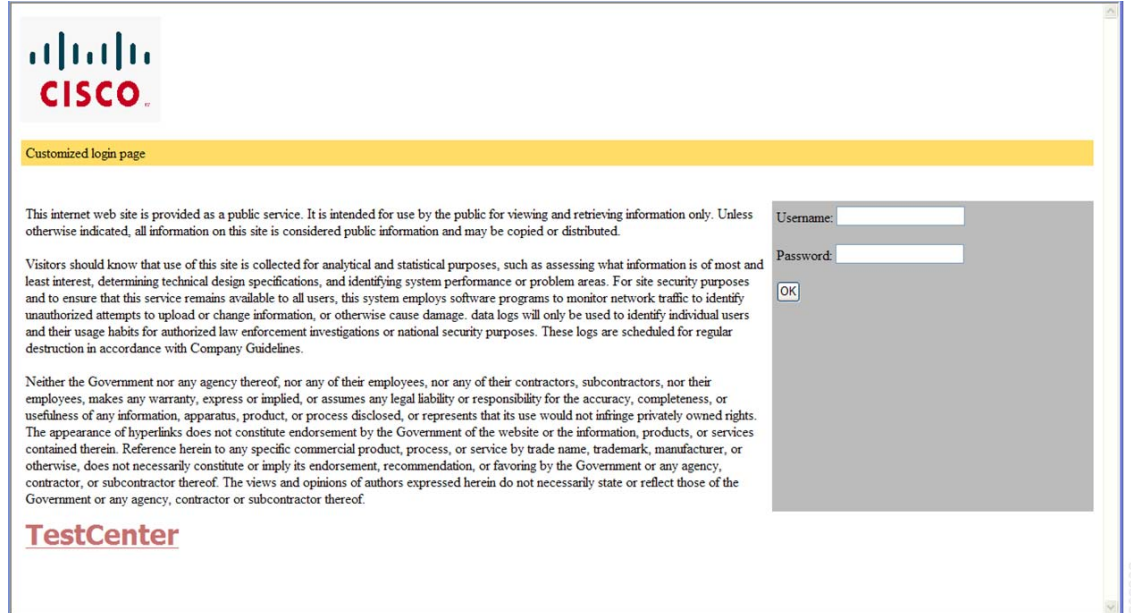 CISCO
Customized login page
This internet web site is provided as a public service. It is intended for use by the public for viewing and retrieving information only. Unless
otherwise indicated, all information on this site is considered public information and may be copied or distributed.
Visitors should know that use of this site is collected for analytical and statistical purposes, such as assessing what information is of most and
least interest, determining technical design specifications, and identifying system performance or problem areas. For site security purposes
and to ensure that this service remains available to all users, this system employs software programs to monitor network traffic to identify
unauthorized attempts to upload or change information, or otherwise cause damage. data logs will only be used to identify individual users
and their usage habits for authorized law enforcement investigations or national security purposes. These logs are scheduled for regular
destruction in accordance with Company Guidelines.
Neither the Government nor any agency thereof, nor any of their employees, nor any of their contractors, subcontractors, nor their
employees, makes any warranty, express or implied, or assumes any legal liability or responsibility for the accuracy, completeness, or
usefulness of any information, apparatus, product, or process disclosed, or represents that its use would not infringe privately owned rights.
The appearance of hyperlinks does not constitute endorsement by the Government of the website or the information, products, or services
contained therein. Reference herein to any specific commercial product, process, or service by trade name, trademark, manufacturer, or
otherwise, does not necessarily constitute or imply its endorsement, recommendation, or favoring by the Government or any agency,
contractor, or subcontractor thereof. The views and opinions of authors expressed herein do not necessarily state or reflect those of the
Government or any agency, contractor or subcontractor thereof.
TestCenter
Username:
Password:
OK